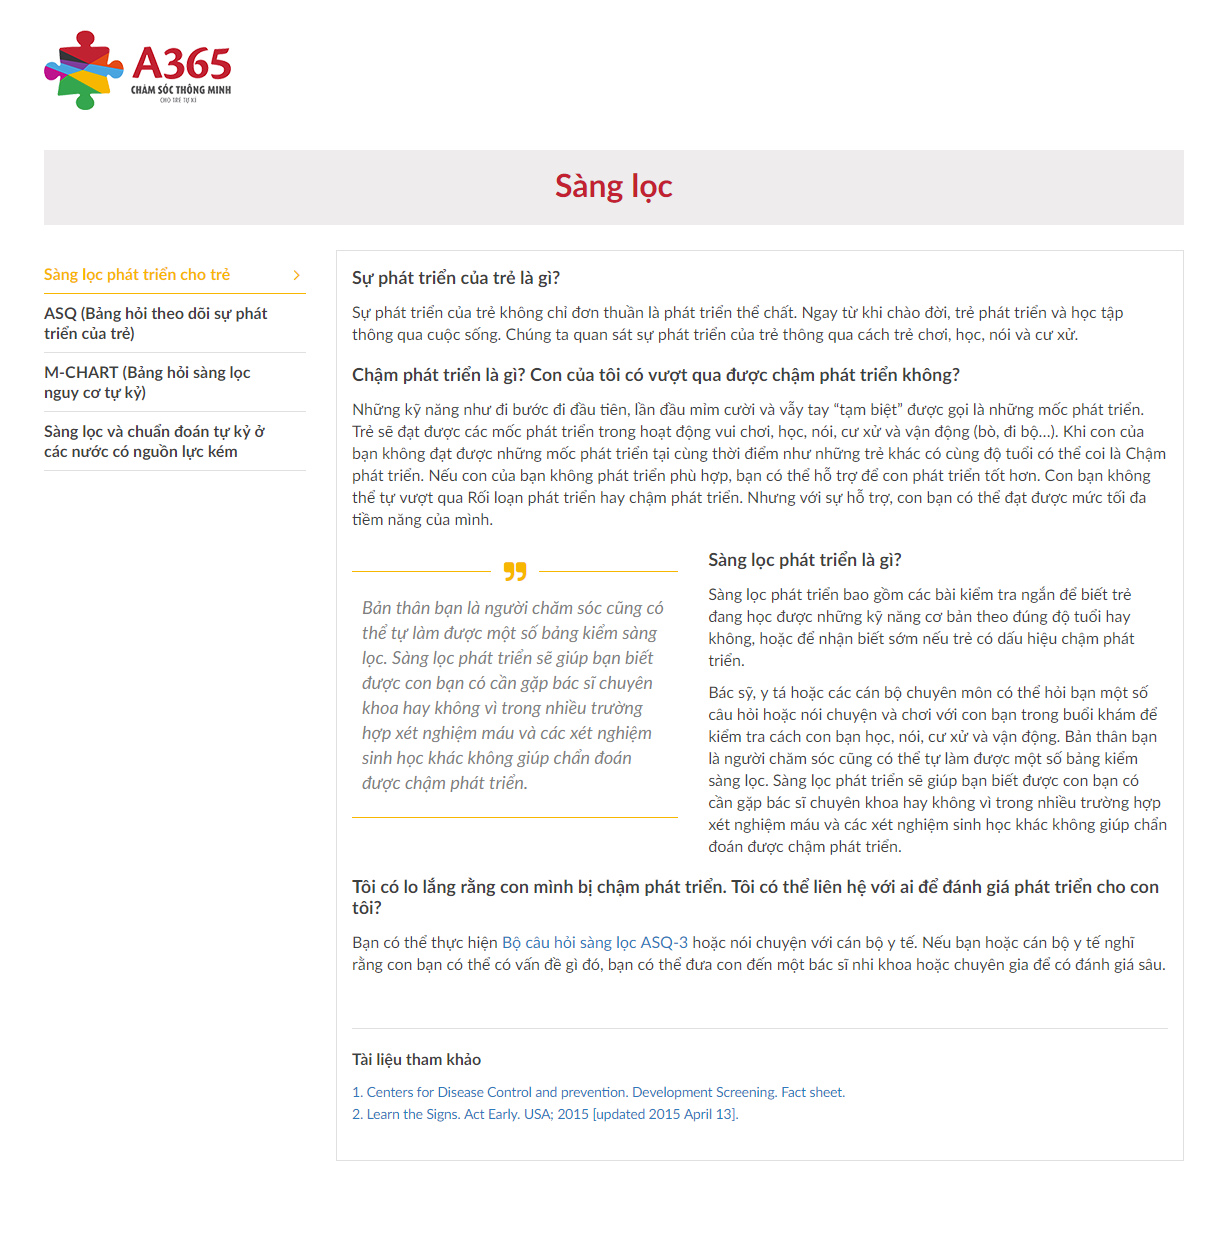 A365
CHĂM SÓC THÔNG MINH
CHO TRẺ TỰ KỈ
Sàng lọc
Sàng lọc phát triển cho trẻ
ASQ (Bảng hỏi theo dõi sự phát
triển của trẻ)
M-CHART (Bảng hỏi sàng lọc
nguy cơ tự kỷ)
Sàng lọc và chuẩn đoán tự kỷ ở
các nước có nguồn lực kém
Sự phát triển của trẻ là gì?
Sự phát triển của trẻ không chỉ đơn thuần là phát triển thể chất. Ngay từ khi chào đời, trẻ phát triển và học tập
thông qua cuộc sống. Chúng ta quan sát sự phát triển của trẻ thông qua cách trẻ chơi, học, nói và cư xử.
Chậm phát triển là gì? Con của tôi có vượt qua được chậm phát triển không?
Những kỹ năng như đi bước đi đầu tiên, lần đầu mỉm cười và vẫy tay “tạm biệt” được gọi là những mốc phát triển.
Trẻ sẽ đạt được các mốc phát triển trong hoạt động vui chơi, học, nói, cư xử và vận động (bò, đi bộ...). Khi con của
bạn không đạt được những mốc phát triển tại cùng thời điểm như những trẻ khác có cùng độ tuổi có thể coi là Chậm
phát triển. Nếu con của bạn không phát triển phù hợp, bạn có thể hỗ trợ để con phát triển tốt hơn. Con bạn không
thể tự vượt qua Rối loạn phát triển hay chậm phát triển. Nhưng với sự hỗ trợ, con bạn có thể đạt được mức tối đa
tiềm năng của mình.
Bản thân bạn là người chăm sóc cũng có
thể tự làm được một số bảng kiểm sàng
lọc. Sàng lọc phát triển sẽ giúp bạn biết
được con bạn có cần gặp bác sĩ chuyên
khoa hay không vì trong nhiều trường
hợp xét nghiệm máu và các xét nghiệm
sinh học khác không giúp chẩn đoán
được chậm phát triển.
Sàng lọc phát triển là gì?
Sàng lọc phát triển bao gồm các bài kiểm tra ngắn để biết trẻ
đang học được những kỹ năng cơ bản theo đúng độ tuổi hay
không, hoặc để nhận biết sớm nếu trẻ có dấu hiệu chậm phát
triển.
Bác sỹ, y tá hoặc các cán bộ chuyên môn có thể hỏi bạn một số
câu hỏi hoặc nói chuyện và chơi với con bạn trong buổi khám để
kiểm tra cách con bạn học, nói, cư xử và vận động. Bản thân bạn
là người chăm sóc cũng có thể tự làm được một số bảng kiểm
sàng lọc. Sàng lọc phát triển sẽ giúp bạn biết được con bạn có
cần gặp bác sĩ chuyên khoa hay không vì trong nhiều trường hợp
xét nghiệm máu và các xét nghiệm sinh học khác không giúp chẩn
đoán được chậm phát triển.
Tôi có lo lắng rằng con mình bị chậm phát triển. Tôi có thể liên hệ với ai để đánh giá phát triển cho con
tôi?
Bạn có thể thực hiện Bộ câu hỏi sàng lọc ASQ-3 hoặc nói chuyện với cán bộ y tế. Nếu bạn hoặc cán bộ y tế nghĩ
rằng con bạn có thể có vấn đề gì đó, bạn có thể đưa con đến một bác sĩ nhi khoa hoặc chuyên gia để có đánh giá sâu.
Tài liệu tham khảo
1. Centers for Disease Control and prevention. Development Screening. Fact sheet.
2. Learn the Signs. Act Early. USA; 2015 [updated 2015 April 13].